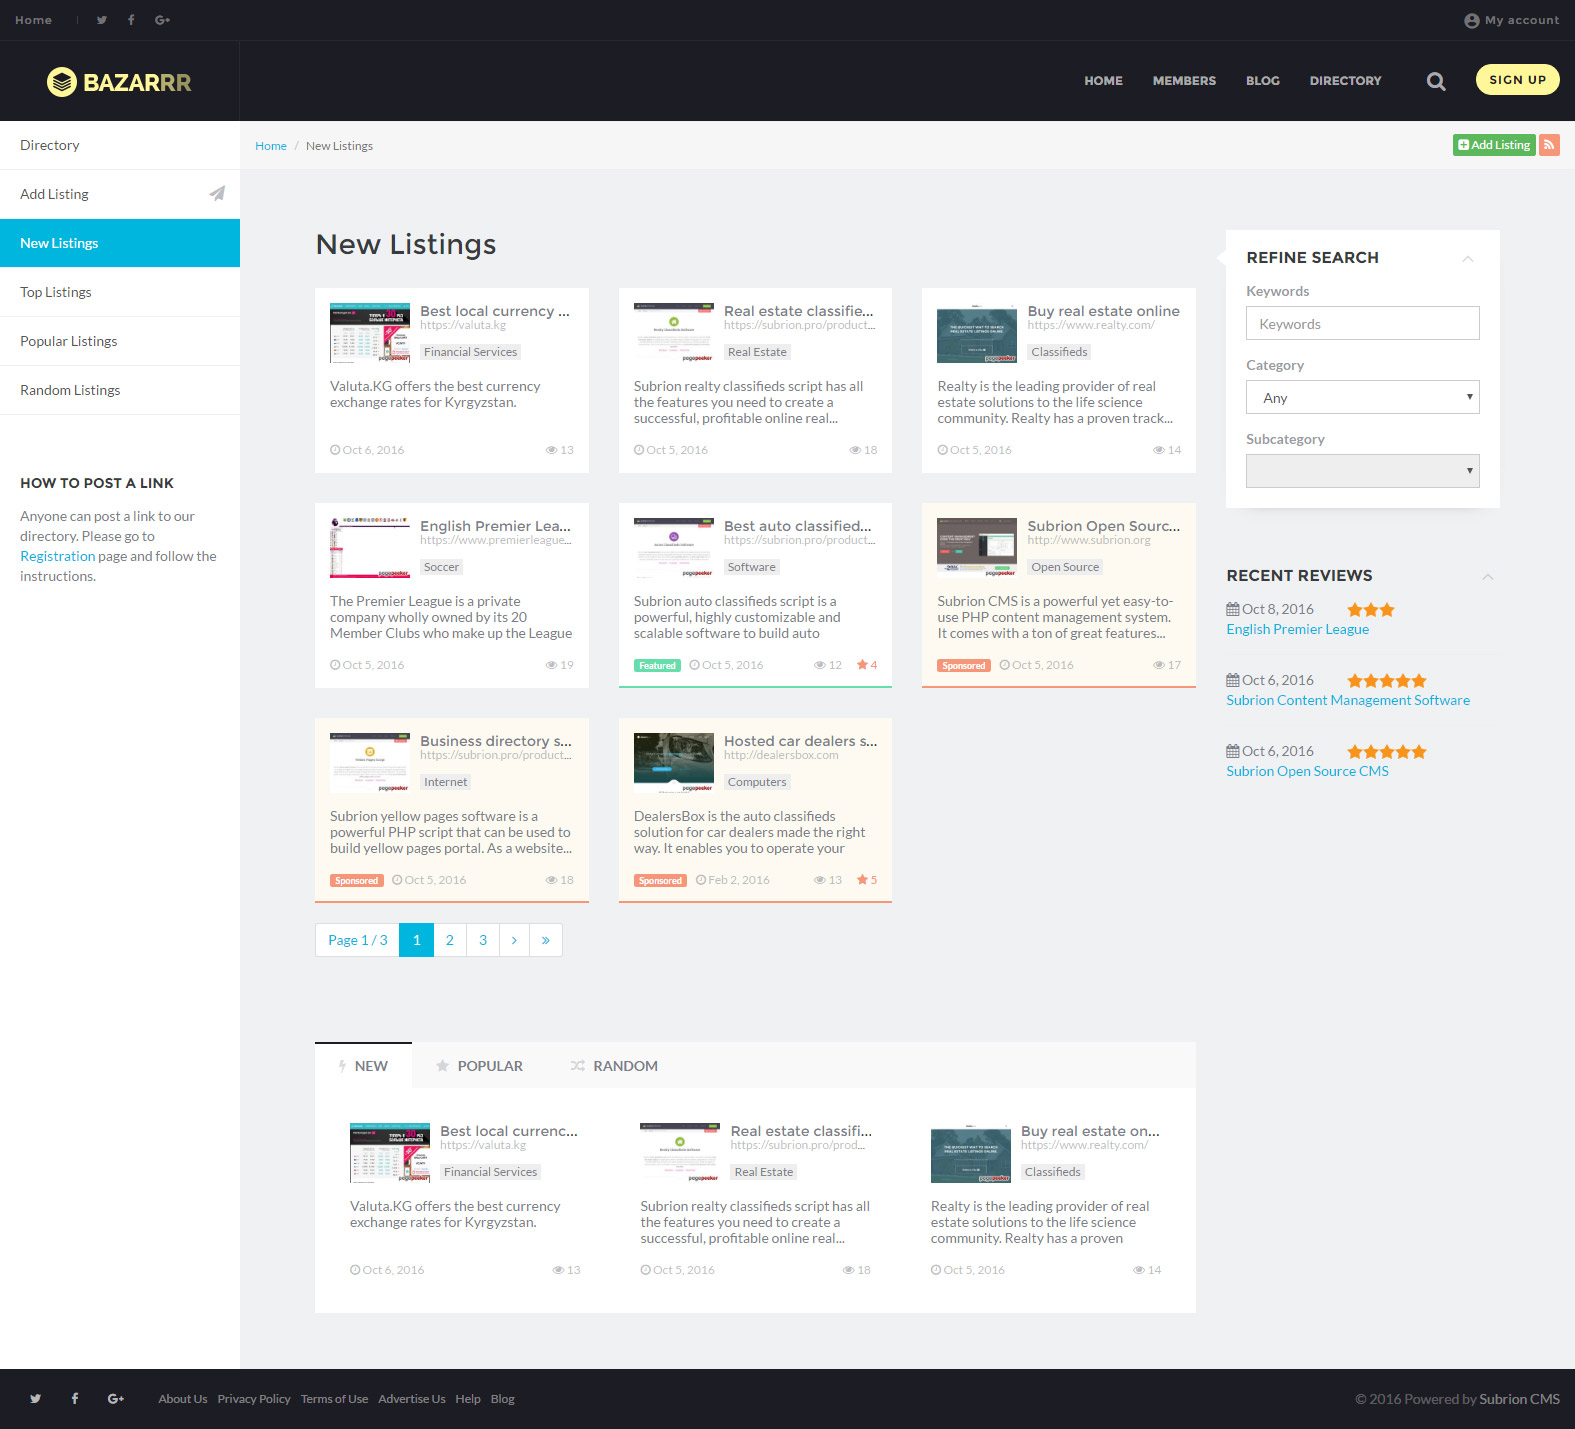 Home
My account
BAZARRR
HOME MEMBERS BLOG DIRECTORY
SIGN UP
Directory
Add Listing
New Listings
Top Listings
Popular Listings
Random Listings
HOW TO POST A LINK
Anyone can post a link to our
directory. Please go to
Registration page and follow the
instructions.
Home / New Listings
Add Listing
New Listings
Best local currency ...
https://valuta.kg
Financial Services
Valuta.KG offers the best currency
exchange rates for Kyrgyzstan.
Oct 6, 2016 13
Real estate classifie...
https://subrion.pro/product...
Real Estate
Subrion realty classifieds script has all
the features you need to create a
successful, profitable online real...
Oct 5, 2016 18
Buy real estate online
https://www.realty.com/
Classifieds
Realty is the leading provider of real
estate solutions to the life science
community. Realty has a proven track...
Oct 5, 2016 14
English Premier Lea...
https://www.premierleague...
Soccer
The Premier League is a private
company wholly owned by its 20
Member Clubs who make up the League
Oct 5, 2016 19
Best auto classified...
https://subrion.pro/product...
Software
Subrion auto classifieds script is a
powerful, highly customizable and
scalable software to build auto
Featured Oct 5, 2016 12 4
Subrion Open Sourc...
http://www.subrion.org
Open Source
Subrion CMS is a powerful yet easy-to-
use PHP content management system.
It comes with a ton of great features...
Sponsored Oct 5, 2016 17
Business directory s...
https://subrion.pro/product...
Internet
Subrion yellow pages software is a
powerful PHP script that can be used to
build yellow pages portal. As a website...
Sponsored Oct 5, 2016 18
Hosted car dealers s...
http://dealersbox.com
Computers
DealersBox is the auto classifieds
solution for car dealers made the right
way. It enables you to operate your
Sponsored Feb 2, 2016 13 5
Page 1 / 3 1 2 3 › »
REFINE SEARCH
Keywords
Keywords
Category
Any
Subcategory
RECENT REVIEWS
Oct 8, 2016
English Premier League
Oct 6, 2016
Subrion Content Management Software
Oct 6, 2016
Subrion Open Source CMS
NEW POPULAR RANDOM
Best local currenc...
https://valuta.kg
Financial Services
Valuta.KG offers the best currency
exchange rates for Kyrgyzstan.
Oct 6, 2016 13
Real estate classifi...
https://subrion.pro/prod...
Real Estate
Subrion realty classifieds script has all
the features you need to create a
successful, profitable online real...
Oct 5, 2016 18
Buy real estate on...
https://www.realty.com/
Classifieds
Realty is the leading provider of real
estate solutions to the life science
community. Realty has a proven
Oct 5, 2016 14
About Us Privacy Policy Terms of Use Advertise Us Help Blog
© 2016 Powered by Subrion CMS